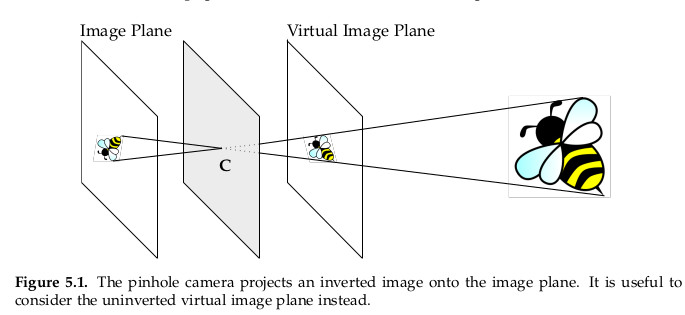 Image Plane
Virtual Image Plane
C
Figure 5.1. The pinhole camera projects an inverted image onto the image plane. It is useful to
consider the uninverted virtual image plane instead.